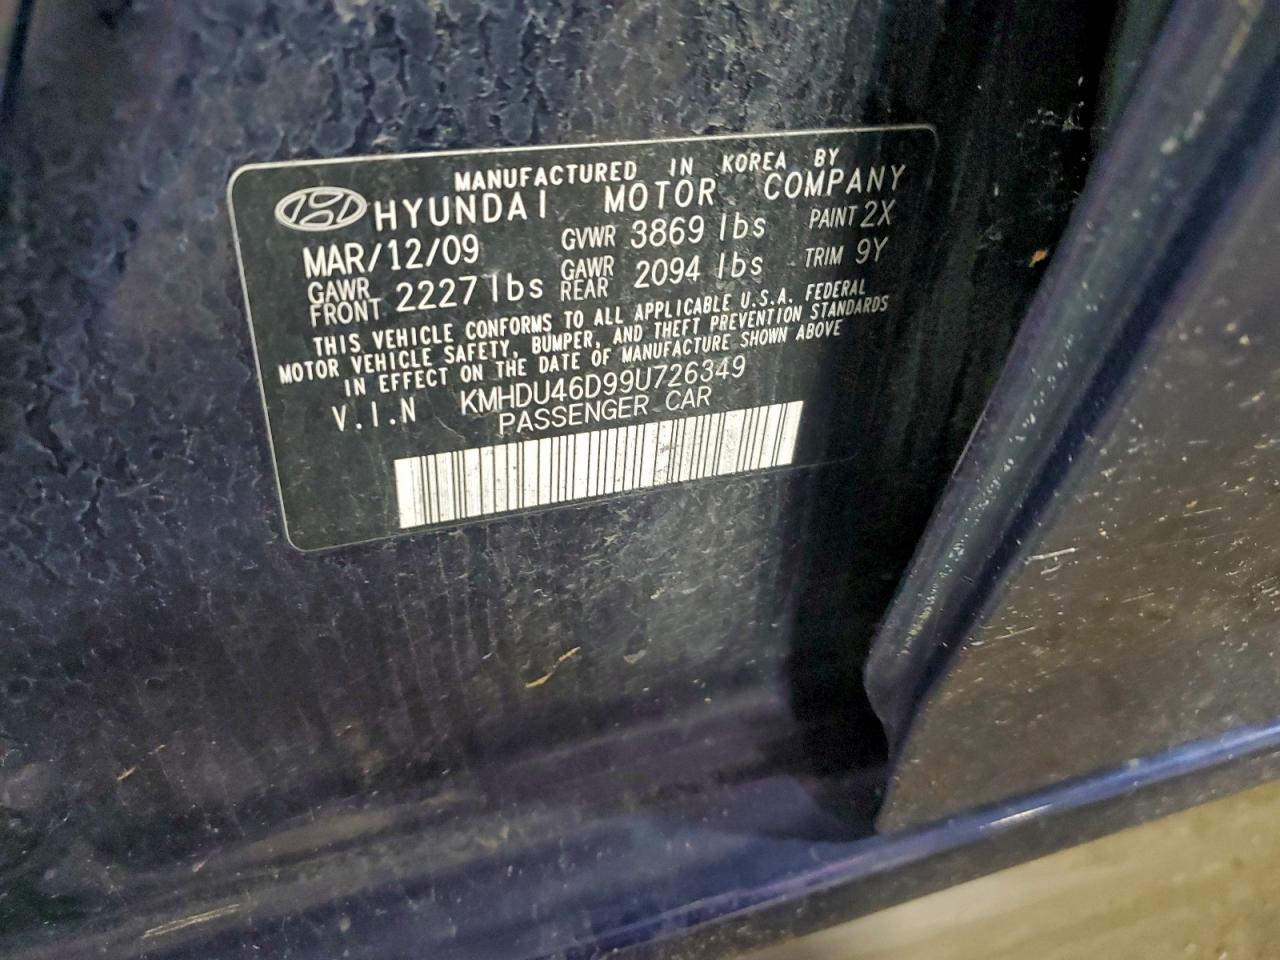 MANUFACTURED IN KOREA BY
HYUNDAI MOTOR COMPANY
MAR/12/09 GVWR 3869 lbs PAINT 2X
GAWR FRONT 2227 lbs GAWR REAR 2094 lbs TRIM 9Y
THIS VEHICLE CONFORMS TO ALL APPLICABLE U.S.A. FEDERAL
MOTOR VEHICLE SAFETY, BUMPER, AND THEFT PREVENTION STANDARDS
IN EFFECT ON THE DATE OF MANUFACTURE SHOWN ABOVE
V.I.N KMHDU46D99U726349
PASSENGER CAR